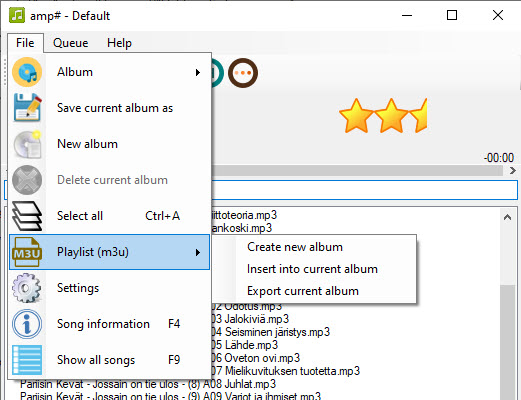 amp# - Default
File Queue Help
Album
Save current album as
New album
Delete current album
Select all Ctrl+A
M3U Playlist (m3u)
Create new album
Insert into current album
Export current album
Settings
Song information F4
Show all songs F9
-00:00
iittoteoria.mp3
ankoski.mp3
02 Odotus.mp3
03 Jalokiviä.mp3
04 Seisminen järistys.mp3
05 Lähde.mp3
06 Oveton ovi.mp3
07 Mielikuvituksen tuotetta.mp3
Pariisin Kevät - Jossain on tie ulos - (8) A08 Juhlat.mp3
Pariisin Kevät - Jossain on tie ulos - (9) A09 Variot ja ihmiset.mp3